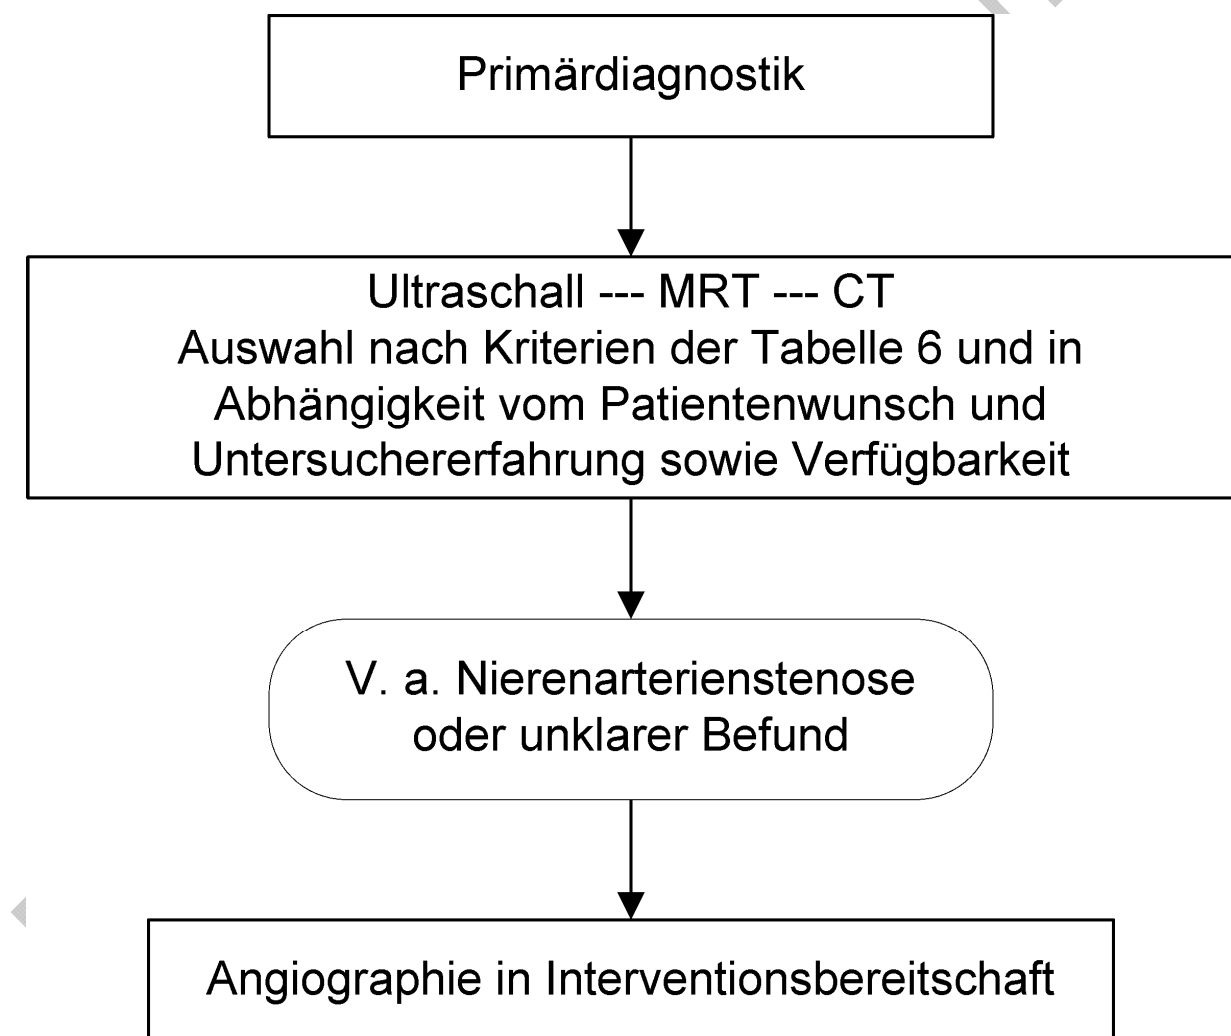 Primärdiagnostik
Ultraschall --- MRT --- CT
Auswahl nach Kriterien der Tabelle 6 und in
Abhängigkeit vom Patientenwunsch und
Untersuchererfahrung sowie Verfügbarkeit
V. a. Nierenarterienstenose
oder unklarer Befund
Angiographie in Interventionsbereitschaft